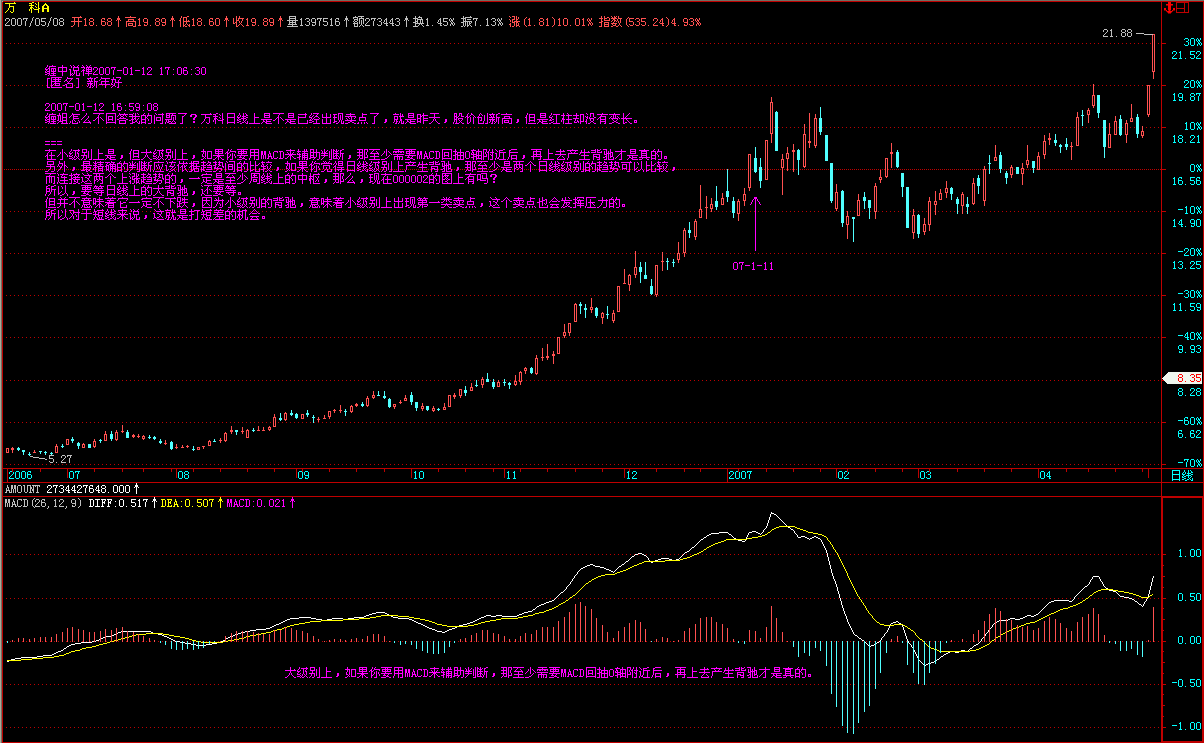 万 科A
2007/05/08 开18.68↑高19.89↑低18.60↑收19.89↑量1397516↑额273443↑换1.45% 振7.13% 涨(1.81)10.01% 指数(535.24)4.93%
21.88
缠中说禅2007-01-12 17:06:30
[匿名] 新年好
2007-01-12 16:59:08
缠姐怎么不回答我的问题了？万科日线上是不是已经出现卖点了，就是昨天，股价创新高，但是红柱却没有变长。
===
在小级别上是，但大级别上，如果你要用MACD来辅助判断，那至少需要MACD回抽0轴附近后，再上去产生背驰才是真的。
另外，最精确的判断应该依据趋势间的比较，如果你觉得日线级别上产生背驰，那至少是两个日线级别的趋势可以比较，
而连接这两个上涨趋势的，一定是至少周线上的中枢，那么，现在000002的图上有吗？
所以，要等日线上的大背驰，还要等。
但并不意味着它一定不下跌，因为小级别的背驰，意味着小级别上出现第一类卖点，这个卖点也会发挥压力的。
所以对于短线来说，这就是打短差的机会。
07-1-11
30%
21.52
20%
19.87
10%
18.21
0%
16.56
-10%
14.90
-20%
13.25
-30%
11.59
-40%
9.93
8.35
8.28
-60%
6.62
-70%
5.27
2006 07 08 09 10 11 12 2007 02 03 04 日线
AMOUNT 2734427648.000↑
MACD(26,12,9) DIFF:0.517↑DEA:0.507↑MACD:0.021↑
1.00
0.50
0.00
大级别上，如果你要用MACD来辅助判断，那至少需要MACD回抽0轴附近后，再上去产生背驰才是真的。
-0.50
-1.00